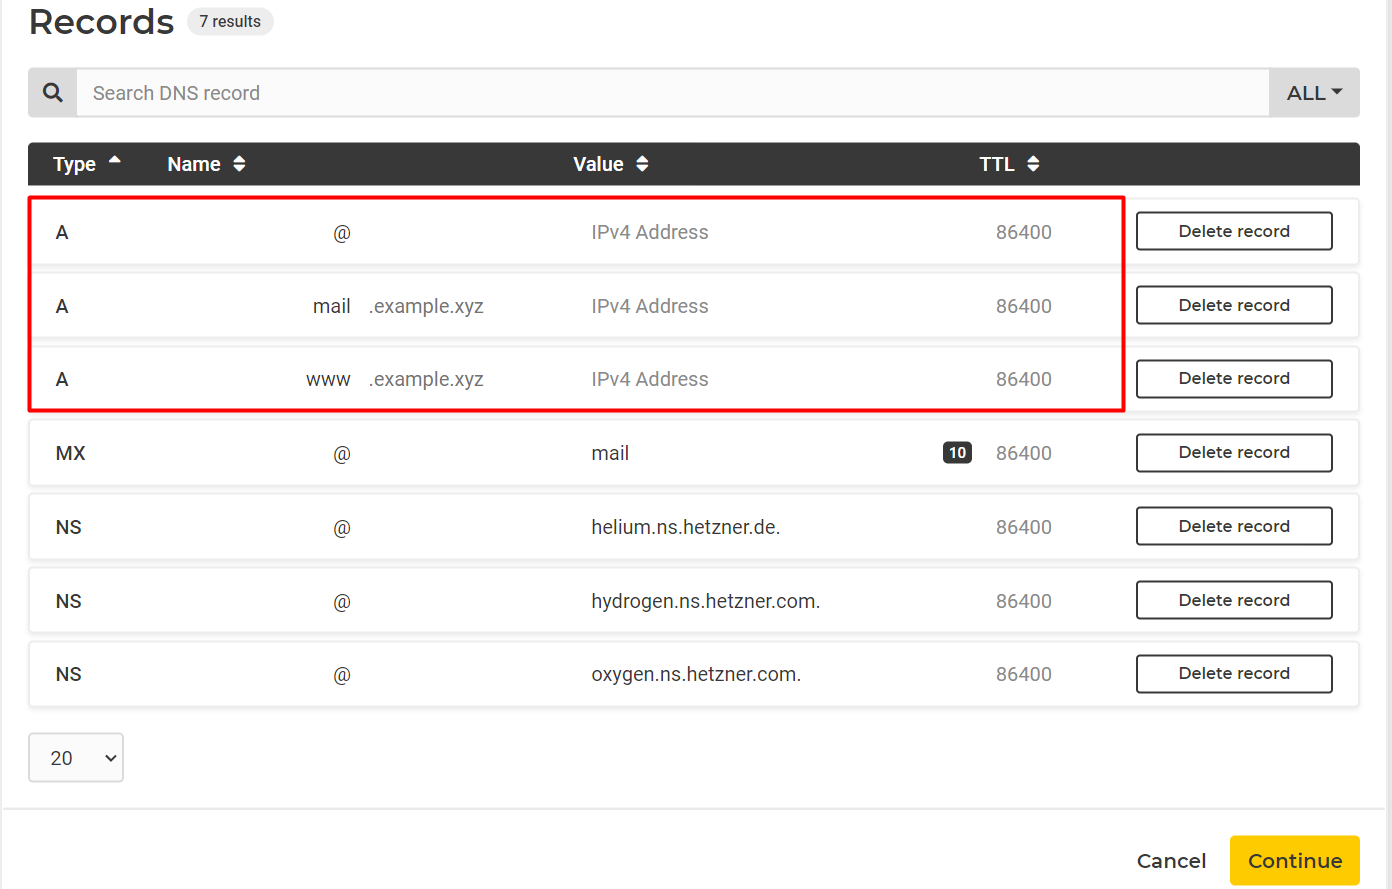 Records 7 results
Search DNS record ALL
Type Name Value TTL
A @ IPv4 Address 86400 Delete record
A mail .example.xyz IPv4 Address 86400 Delete record
A www .example.xyz IPv4 Address 86400 Delete record
MX @ mail 10 86400 Delete record
NS @ helium.ns.hetzner.de. 86400 Delete record
NS @ hydrogen.ns.hetzner.com. 86400 Delete record
NS @ oxygen.ns.hetzner.com. 86400 Delete record
20
Cancel Continue